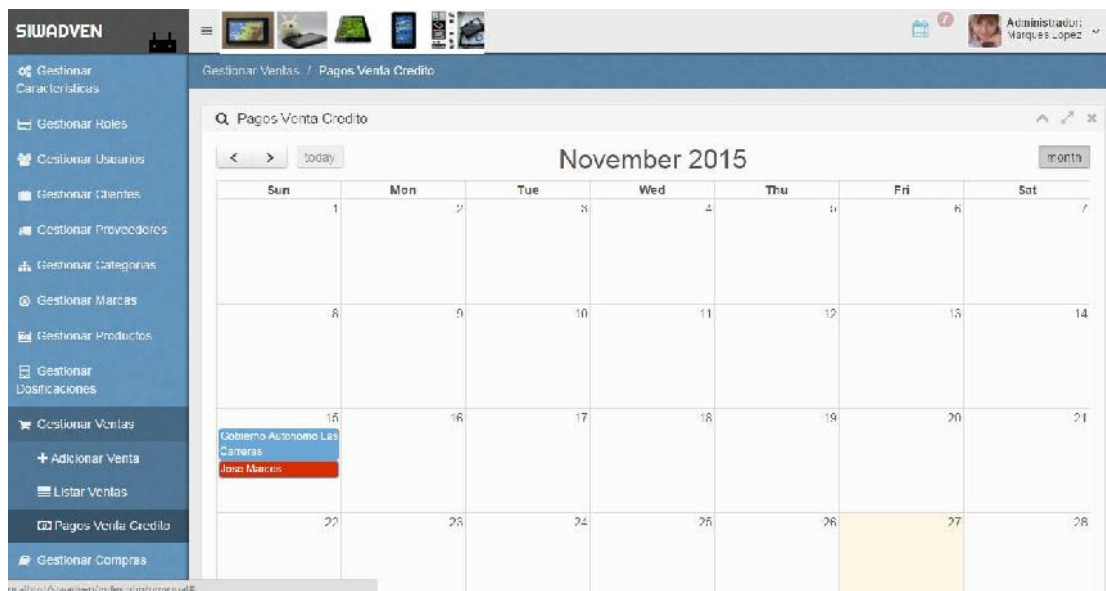 SIWADVEN
Administrador:
Marques Lopez
Gestionar
Caracteristicas
Gestionar Roles
Gestionar Usuarios
Gestionar Clientes
Gestionar Proveedores
Gestionar Categorias
Gestionar Marcas
Gestionar Productos
Gestionar
Dosificaciones
Gestionar Ventas
Adicionar Venta
Listar Ventas
Pagos Venta Credito
Gestionar Compras
Gestionar Ventas / Pagos Venta Credito
Pagos Venta Credito
today
November 2015
month
Sun Mon Tue Wed Thu Fri Sat
1 2 3 4 5 6 7
8 9 10 11 12 13 14
15 16 17 18 19 20 21
Gobierno Autonomo Las
Carreras
Jose Marcos
22 23 24 25 26 27 28